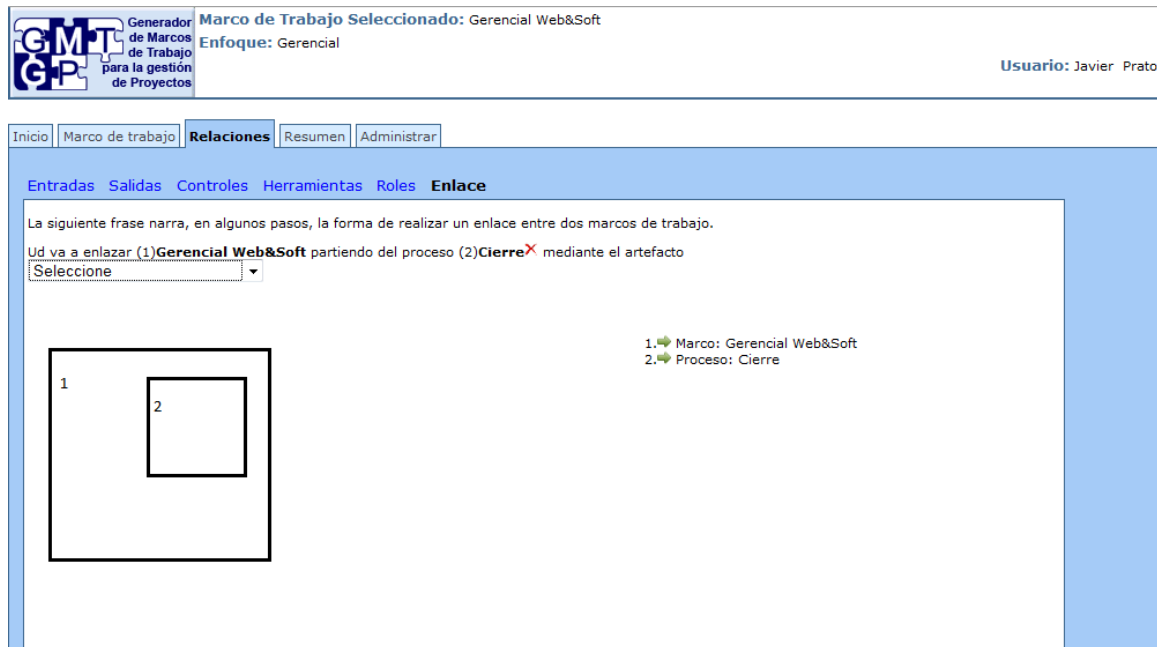 GMT
GP
Generador
de Marcos
de Trabajo
para la gestión
de Proyectos
Marco de Trabajo Seleccionado: Gerencial Web&Soft
Enfoque: Gerencial
Usuario: Javier Prato
Inicio Marco de trabajo Relaciones Resumen Administrar
Entradas Salidas Controles Herramientas Roles Enlace
La siguiente frase narra, en algunos pasos, la forma de realizar un enlace entre dos marcos de trabajo.
Ud va a enlazar (1)Gerencial Web&Soft partiendo del proceso (2)Cierre mediante el artefacto
Seleccione
1. Marco: Gerencial Web&Soft
2. Proceso: Cierre
1
2